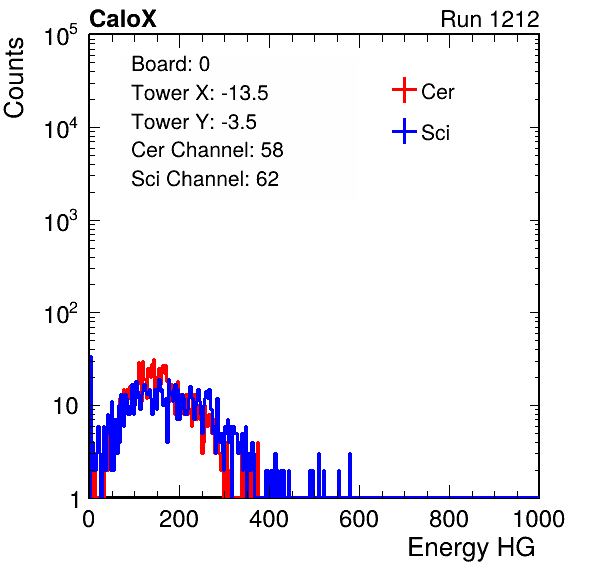 CaloX Run 1212
Counts
Board: 0
Tower X: -13.5
Tower Y: -3.5
Cer Channel: 58
Sci Channel: 62
Cer
Sci
10^5
10^4
10^3
10^2
10
1
0 200 400 600 800 1000
Energy HG